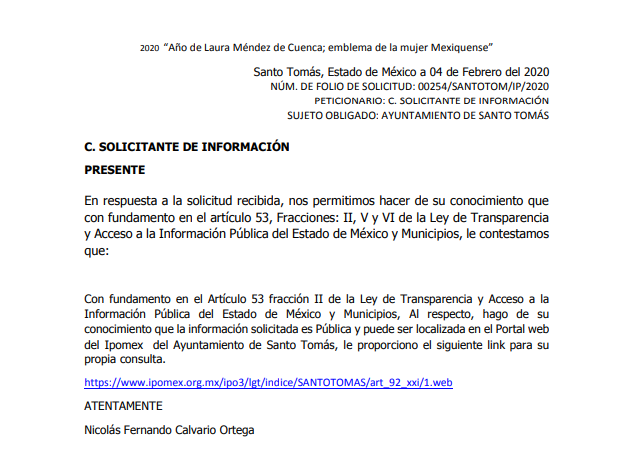 2020 “Año de Laura Méndez de Cuenca; emblema de la mujer Mexiquense”
Santo Tomás, Estado de México a 04 de Febrero del 2020
NÚM. DE FOLIO DE SOLICITUD: 00254/SANTOTOM/IP/2020
PETICIONARIO: C. SOLICITANTE DE INFORMACIÓN
SUJETO OBLIGADO: AYUNTAMIENTO DE SANTO TOMÁS
C. SOLICITANTE DE INFORMACIÓN
PRESENTE
En respuesta a la solicitud recibida, nos permitimos hacer de su conocimiento que
con fundamento en el artículo 53, Fracciones: II, V y VI de la Ley de Transparencia
y Acceso a la Información Pública del Estado de México y Municipios, le contestamos
que:
Con fundamento en el Artículo 53 fracción II de la Ley de Transparencia y Acceso a la
Información Pública del Estado de México y Municipios, Al respecto, hago de su
conocimiento que la información solicitada es Pública y puede ser localizada en el Portal web
del Ipomex del Ayuntamiento de Santo Tomás, le proporciono el siguiente link para su
propia consulta.
https://www.ipomex.org.mx/ipo3/lgt/indice/SANTOTOMAS/art_92_xxi/1.web
ATENTAMENTE
Nicolás Fernando Calvario Ortega